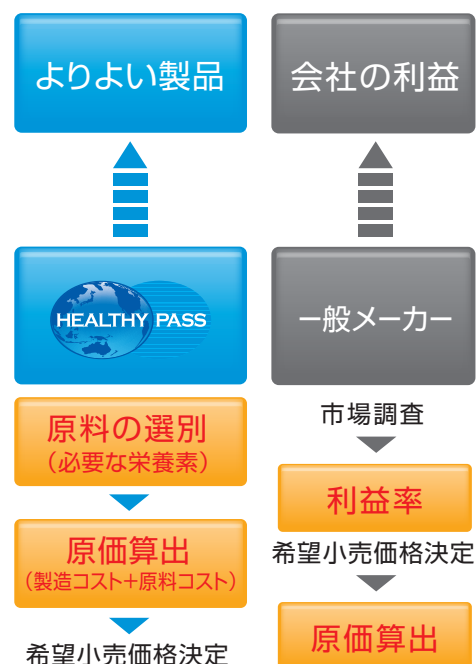 よりよい製品
会社の利益
HEALTHY PASS
一般メーカー
原料の選別
（必要な栄養素）
原価算出
（製造コスト+原料コスト）
希望小売価格決定
市場調査
利益率
希望小売価格決定
原価算出